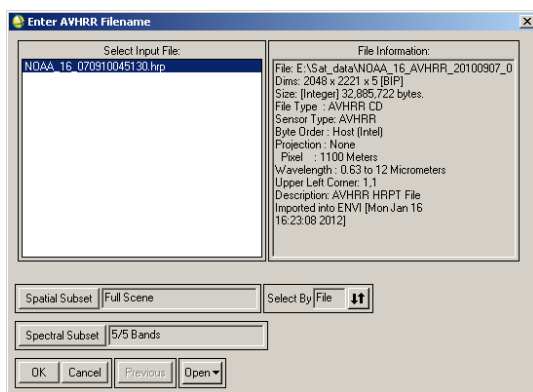 Enter AVHRR Filename
Select Input File:
NOAA_16_070910045130.hrp
File Information:
File: E:\Sat_data\NOAA_16_AVHRR_20100907_0
Dims: 2048 x 2221 x 5 [BIP]
Size: [Integer] 32,885,722 bytes.
File Type : AVHRR CD
Sensor Type: AVHRR
Byte Order : Host (Intel)
Projection : None
Pixel : 1100 Meters
Wavelength : 0.63 to 12 Micrometers
Upper Left Corner: 1,1
Description: AVHRR HRPT File
Imported into ENVI [Mon Jan 16
16:23:08 2012]
Spatial Subset Full Scene
Select By File
Spectral Subset 5/5 Bands
OK Cancel Previous Open